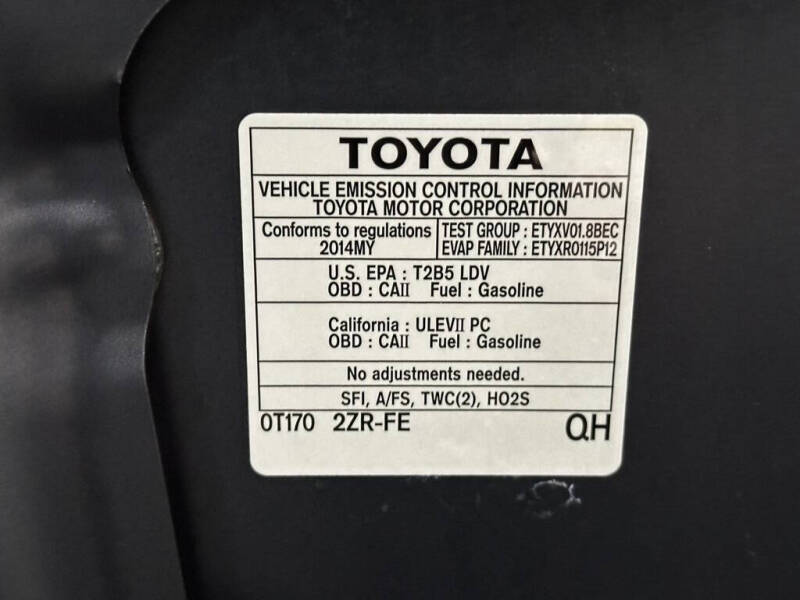 TOYOTA
VEHICLE EMISSION CONTROL INFORMATION
TOYOTA MOTOR CORPORATION
Conforms to regulations
2014MY
TEST GROUP : ETYXV01.8BEC
EVAP FAMILY : ETYXR0115P12
U.S. EPA : T2B5 LDV
OBD : CAII Fuel : Gasoline
California : ULEVII PC
OBD : CAII Fuel : Gasoline
No adjustments needed.
SFI, A/FS, TWC(2), HO2S
0T170 2ZR-FE QH